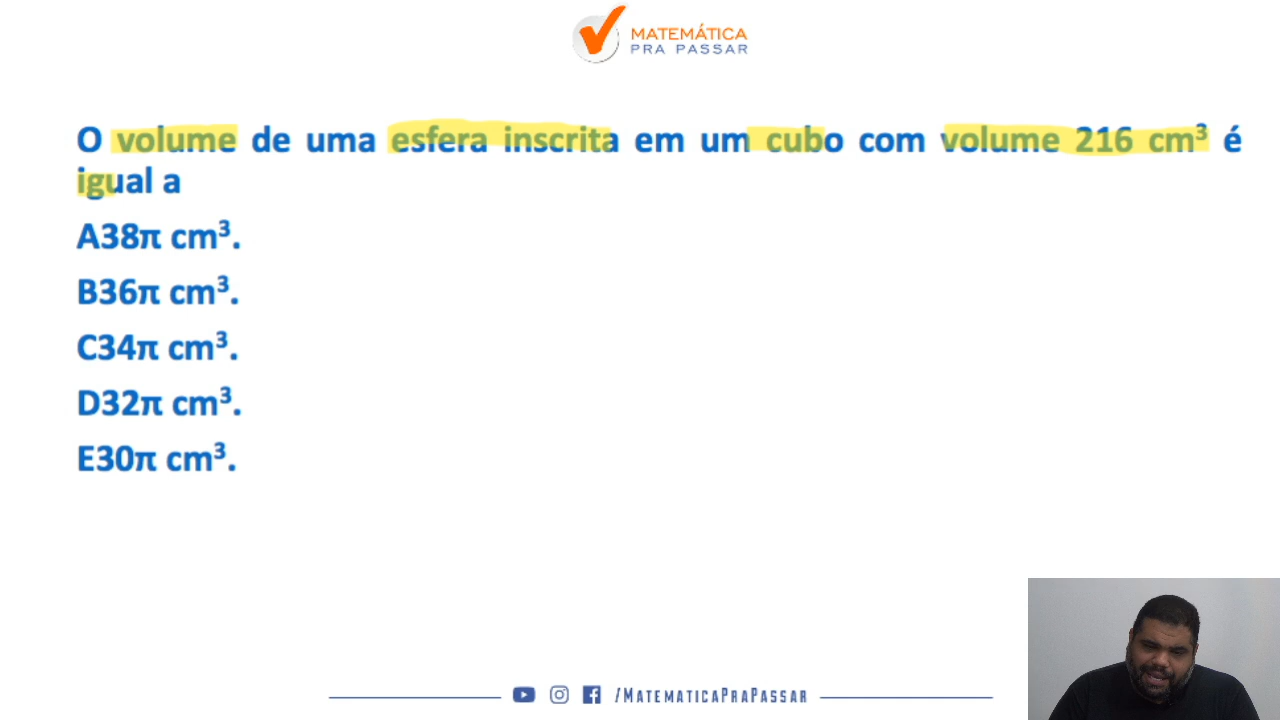 MATEMÁTICA
PRA PASSAR
O volume de uma esfera inscrita em um cubo com volume 216 cm³ é
igual a
A38π cm³.
B36π cm³.
C34π cm³.
D32π cm³.
E30π cm³.
/MATEMATICAPRAPASSAR